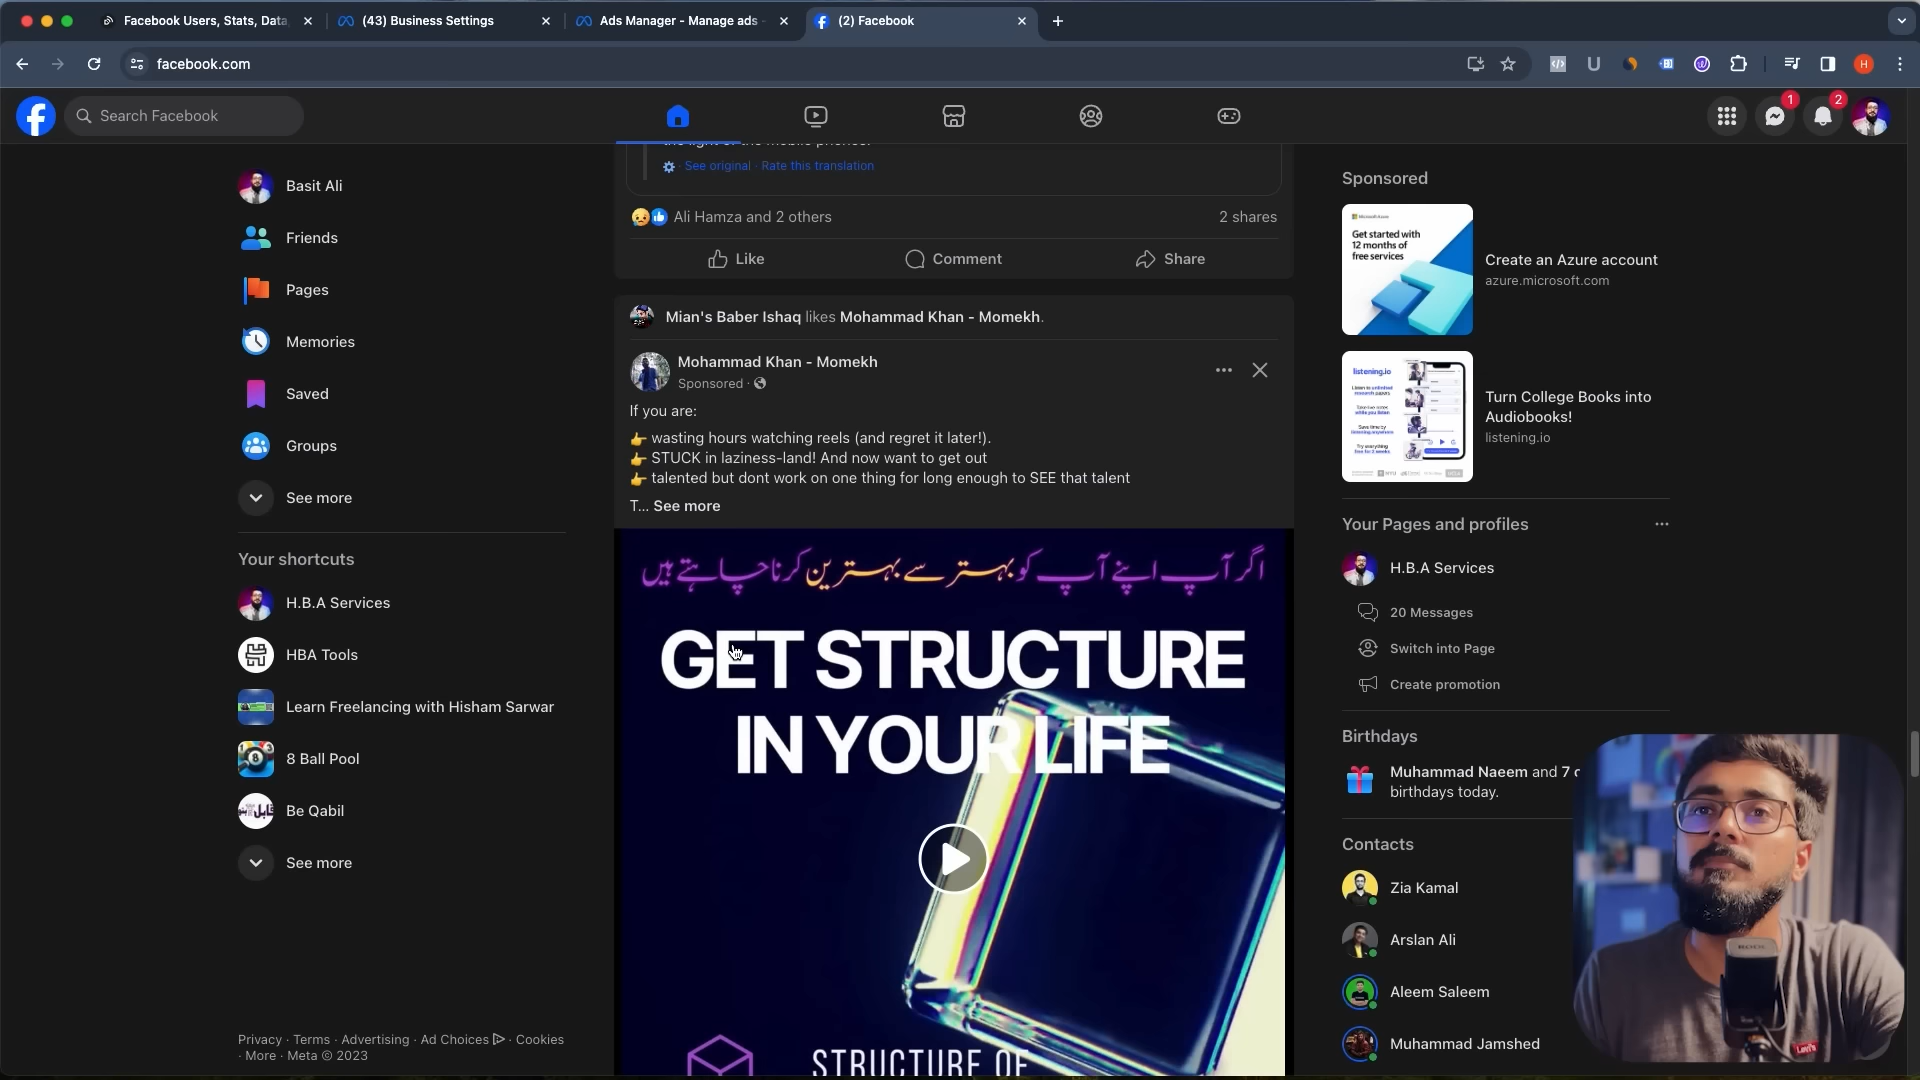 Facebook Users, Stats, Data,
(43) Business Settings
Ads Manager - Manage ads -
(2) Facebook
facebook.com
H
Search Facebook
1
2
Basit Ali
Friends
Pages
Memories
Saved
Groups
See more
Your shortcuts
H.B.A Services
HBA Tools
Learn Freelancing with Hisham Sarwar
8 Ball Pool
Be Qabil
See more
Privacy · Terms · Advertising · Ad Choices · Cookies
· More · Meta © 2023
the light of the mobile phones.
See original · Rate this translation
Ali Hamza and 2 others
2 shares
Like
Comment
Share
Mian's Baber Ishaq likes Mohammad Khan - Momekh.
Mohammad Khan - Momekh
Sponsored ·
If you are:
👉 wasting hours watching reels (and regret it later!).
👉 STUCK in laziness-land! And now want to get out
👉 talented but dont work on one thing for long enough to SEE that talent
T... See more
اگر آپ اپنے آپ کو بہتر سے بہترین کرنا چاہتے ہیں
GET STRUCTURE
IN YOUR LIFE
STRUCTURE OF
Sponsored
Get started with
12 months of
free services
Create an Azure account
azure.microsoft.com
listening.io
Turn College Books into
Audiobooks!
listening.io
Your Pages and profiles
H.B.A Services
20 Messages
Switch into Page
Create promotion
Birthdays
Muhammad Naeem and 7 o
birthdays today.
Contacts
Zia Kamal
Arslan Ali
Aleem Saleem
Muhammad Jamshed